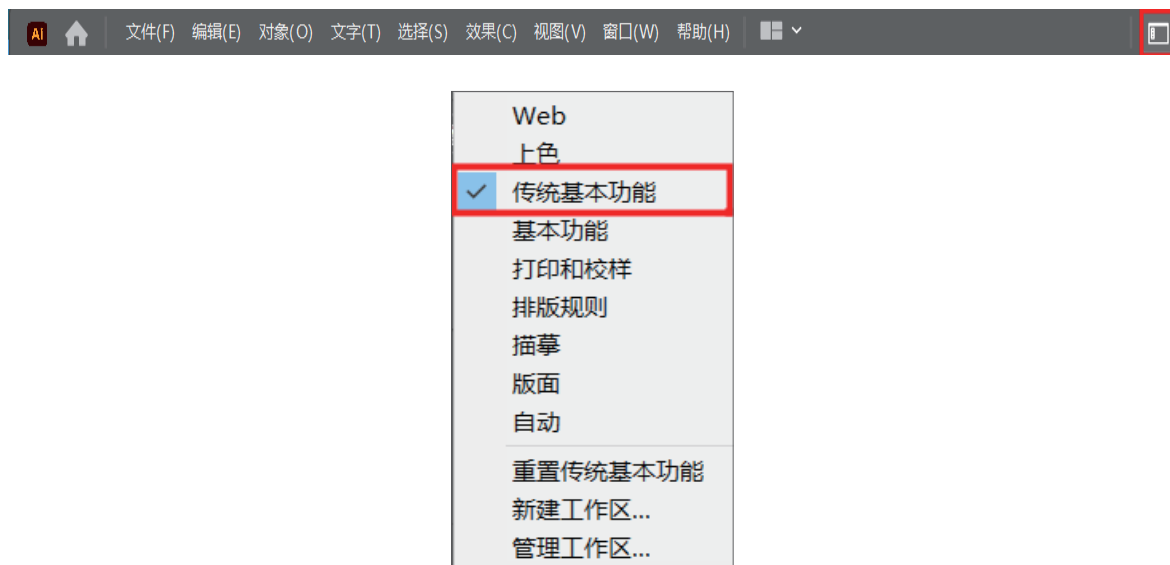 Ai 文件(F) 编辑(E) 对象(O) 文字(T) 选择(S) 效果(C) 视图(V) 窗口(W) 帮助(H)
Web
上色
传统基本功能
基本功能
打印和校样
排版规则
描摹
版面
自动
重置传统基本功能
新建工作区...
管理工作区...